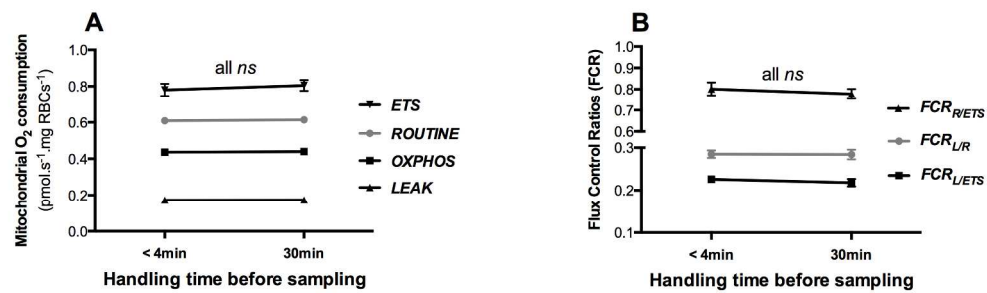 A
Mitochondrial O2 consumption
(pmol.s⁻¹.mg RBCs⁻¹)
1.0
0.8
0.6
0.4
0.2
0.0
all ns
< 4min
30min
Handling time before sampling
ETS
ROUTINE
OXPHOS
LEAK
B
Flux Control Ratios (FCR)
1.0
0.9
0.8
0.7
0.6
0.3
0.2
0.1
all ns
< 4min
30min
Handling time before sampling
FCR R/ETS
FCR L/R
FCR L/ETS